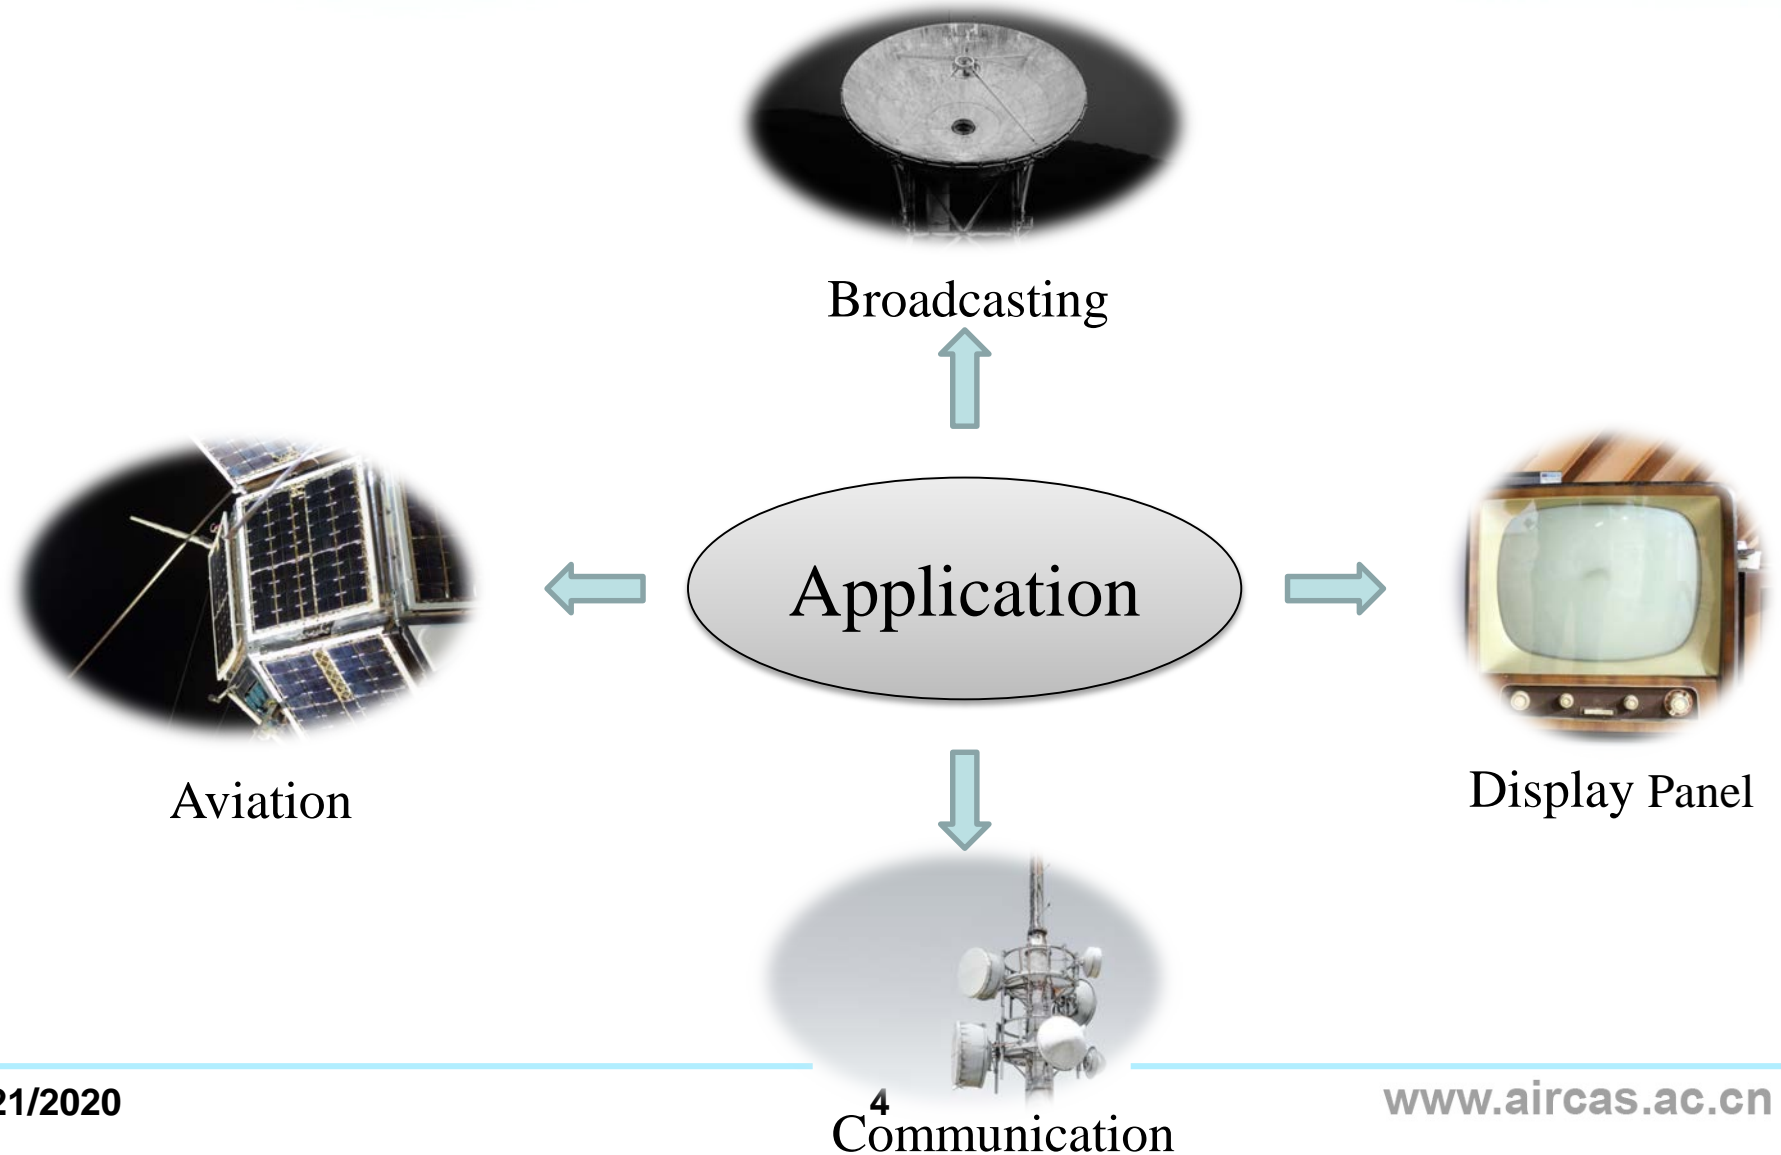 Broadcasting
Application
Aviation
Display Panel
21/2020
4
www.aircas.ac.cn
Communication